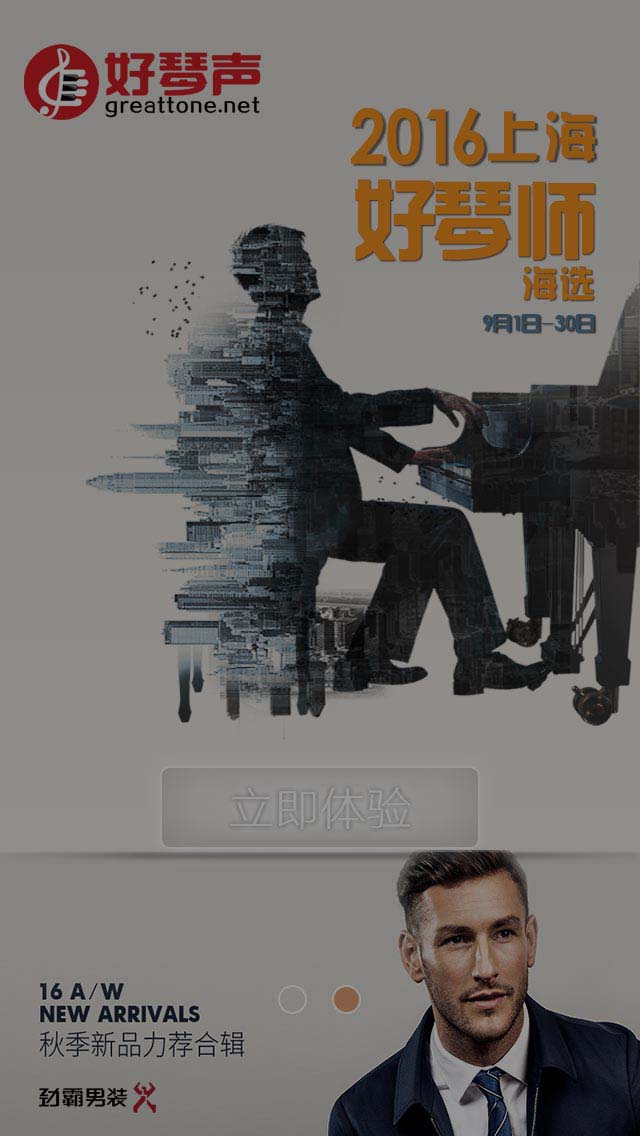 好琴声
greattone.net
2016上海
好琴师
海选
9月1日-30日
立即体验
16 A/W
NEW ARRIVALS
秋季新品力荐合辑
劲霸男装